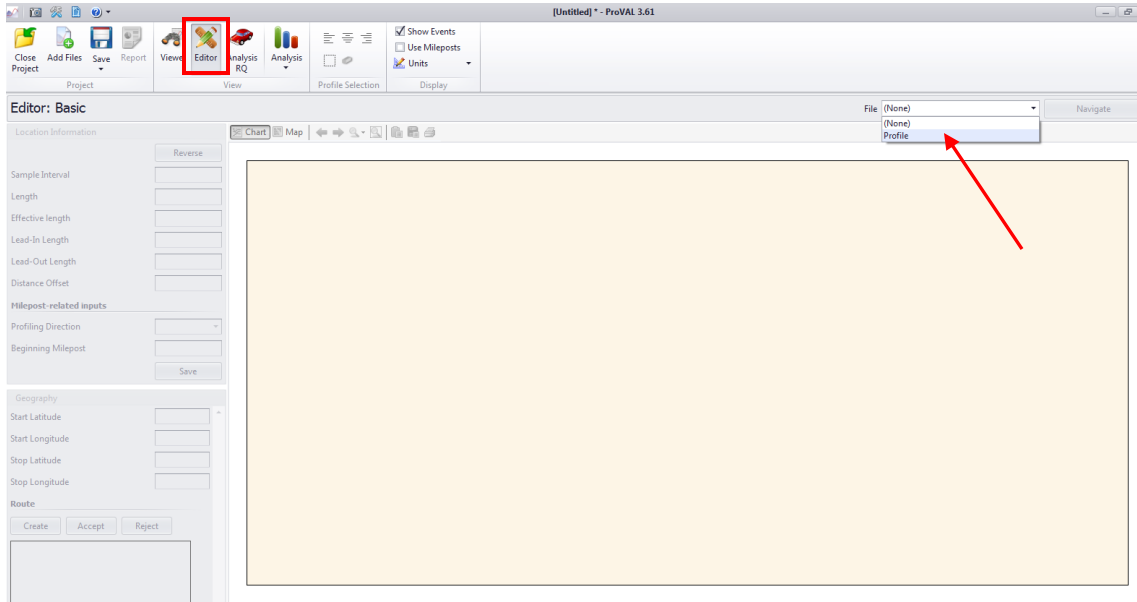 [Untitled] * - ProVAL 3.61
Close Project
Add Files
Save
Report
Viewe
Editor
Analysis RQ
Analysis
Show Events
Use Mileposts
Units
Project
View
Profile Selection
Display
Editor: Basic
File
(None)
Navigate
(None)
Profile
Location Information
Chart
Map
Reverse
Sample Interval
Length
Effective length
Lead-In Length
Lead-Out Length
Distance Offset
Milepost-related inputs
Profiling Direction
Beginning Milepost
Save
Geography
Start Latitude
Start Longitude
Stop Latitude
Stop Longitude
Route
Create
Accept
Reject